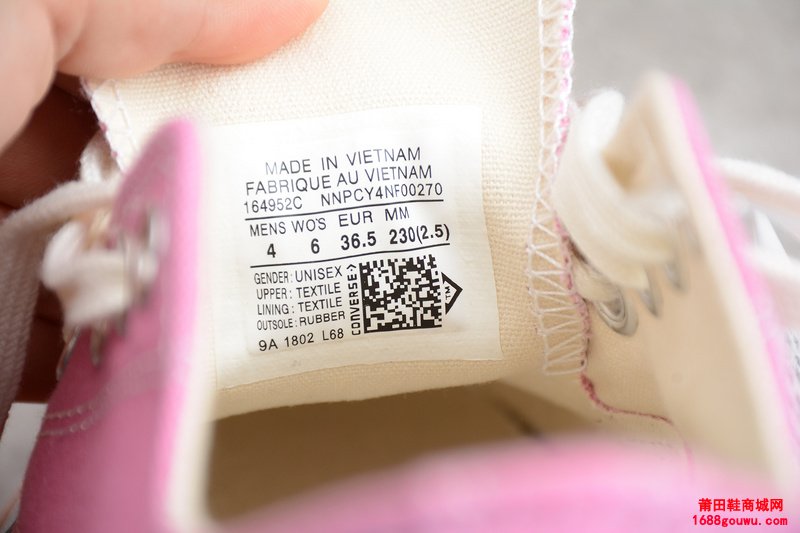 MADE IN VIETNAM
FABRIQUE AU VIETNAM
164952C NNPCY4NF00270
MENS WO'S EUR MM
4 6 36.5 230(2.5)
GENDER: UNISEX
UPPER: TEXTILE
LINING: TEXTILE
OUTSOLE: RUBBER
9A 1802 L68
CONVERSE
莆田鞋商城网
1688gouwu.com